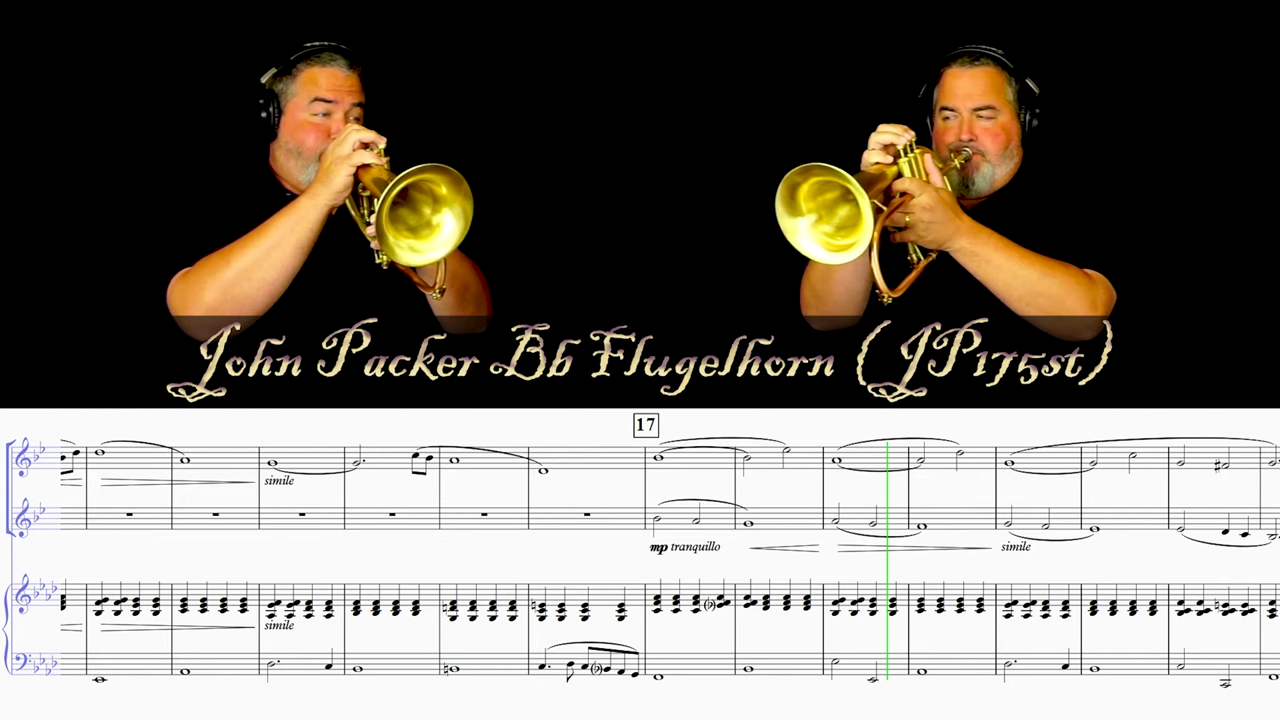 John Packer Bb Flugelhorn (JP175st)
17
simile
mp tranquillo
simile
simile